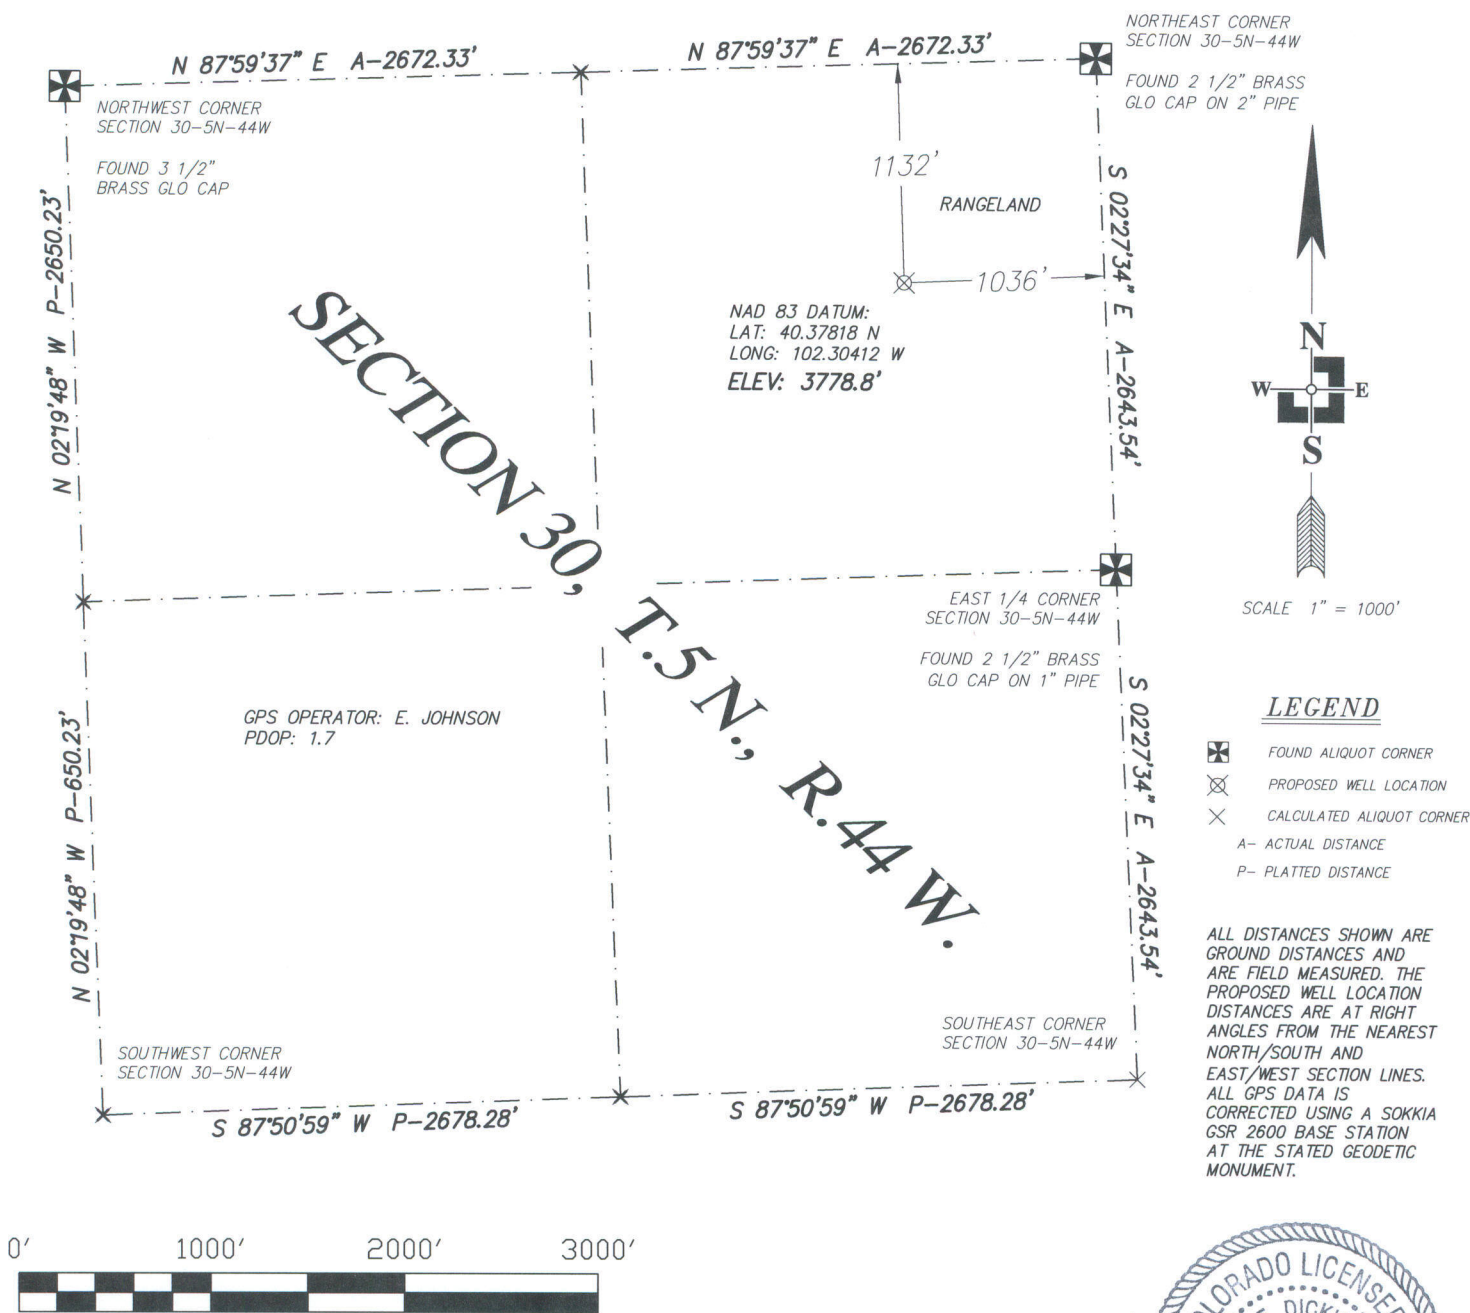 N 87°59'37" E A-2672.33'
N 87°59'37" E A-2672.33'
NORTHEAST CORNER
SECTION 30-5N-44W
FOUND 2 1/2" BRASS
GLO CAP ON 2" PIPE
NORTHWEST CORNER
SECTION 30-5N-44W
FOUND 3 1/2"
BRASS GLO CAP
N 02°19'48" W P-2650.23'
1132'
RANGELAND
1036'
S 02°27'34" E A-2643.54'
NAD 83 DATUM:
LAT: 40.37818 N
LONG: 102.30412 W
ELEV: 3778.8'
SECTION 30, T.5 N., R.44 W.
N
W E
S
SCALE 1" = 1000'
EAST 1/4 CORNER
SECTION 30-5N-44W
FOUND 2 1/2" BRASS
GLO CAP ON 1" PIPE
GPS OPERATOR: E. JOHNSON
PDOP: 1.7
N 02°19'48" W P-650.23'
S 02°27'34" E A-2643.54'
LEGEND
FOUND ALIQUOT CORNER
PROPOSED WELL LOCATION
CALCULATED ALIQUOT CORNER
A- ACTUAL DISTANCE
P- PLATTED DISTANCE
ALL DISTANCES SHOWN ARE
GROUND DISTANCES AND
ARE FIELD MEASURED. THE
PROPOSED WELL LOCATION
DISTANCES ARE AT RIGHT
ANGLES FROM THE NEAREST
NORTH/SOUTH AND
EAST/WEST SECTION LINES.
ALL GPS DATA IS
CORRECTED USING A SOKKIA
GSR 2600 BASE STATION
AT THE STATED GEODETIC
MONUMENT.
SOUTHWEST CORNER
SECTION 30-5N-44W
SOUTHEAST CORNER
SECTION 30-5N-44W
S 87°50'59" W P-2678.28'
S 87°50'59" W P-2678.28'
0' 1000' 2000' 3000'